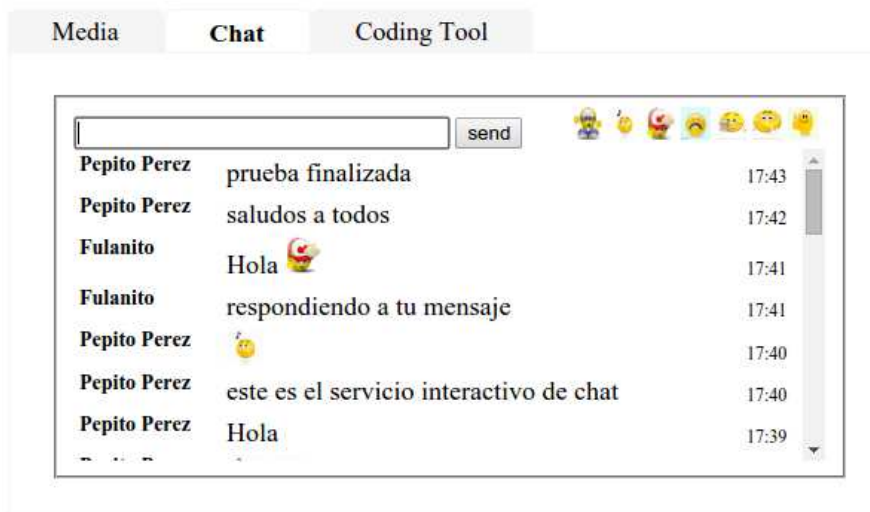 Media Chat Coding Tool
send
Pepito Perez prueba finalizada 17:43
Pepito Perez saludos a todos 17:42
Fulanito Hola 17:41
Fulanito respondiendo a tu mensaje 17:41
Pepito Perez 17:40
Pepito Perez este es el servicio interactivo de chat 17:40
Pepito Perez Hola 17:39